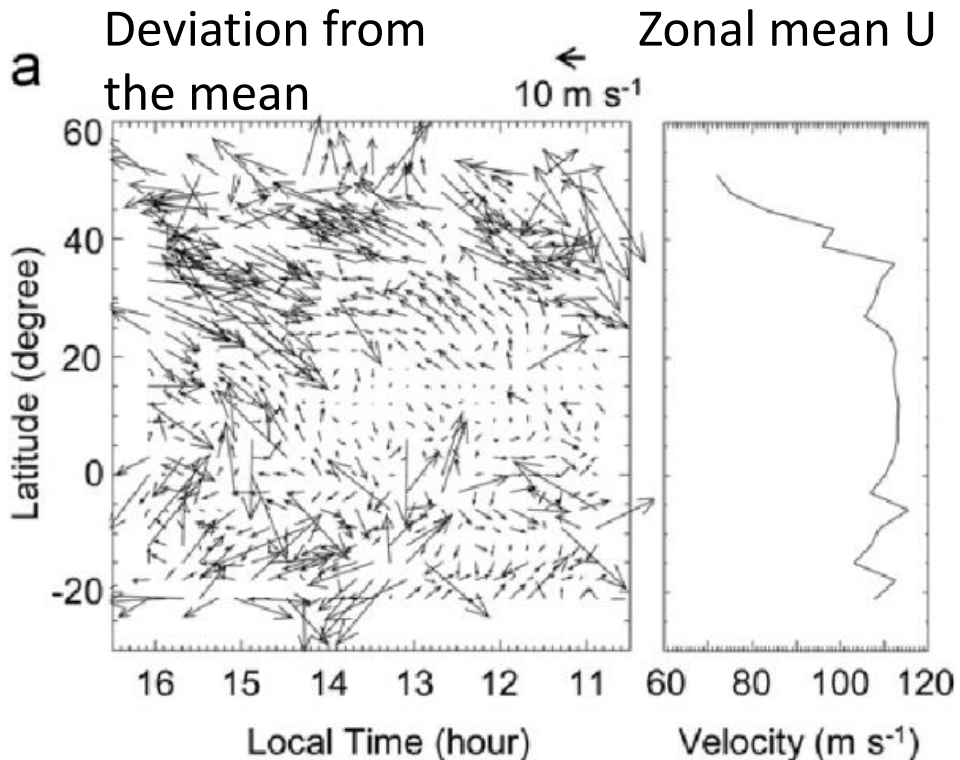 Deviation from
the mean
Zonal mean U
a
10 m s-1
60
40
20
0
-20
Latitude (degree)
16 15 14 13 12 11
Local Time (hour)
60 80 100 120
Velocity (m s-1)